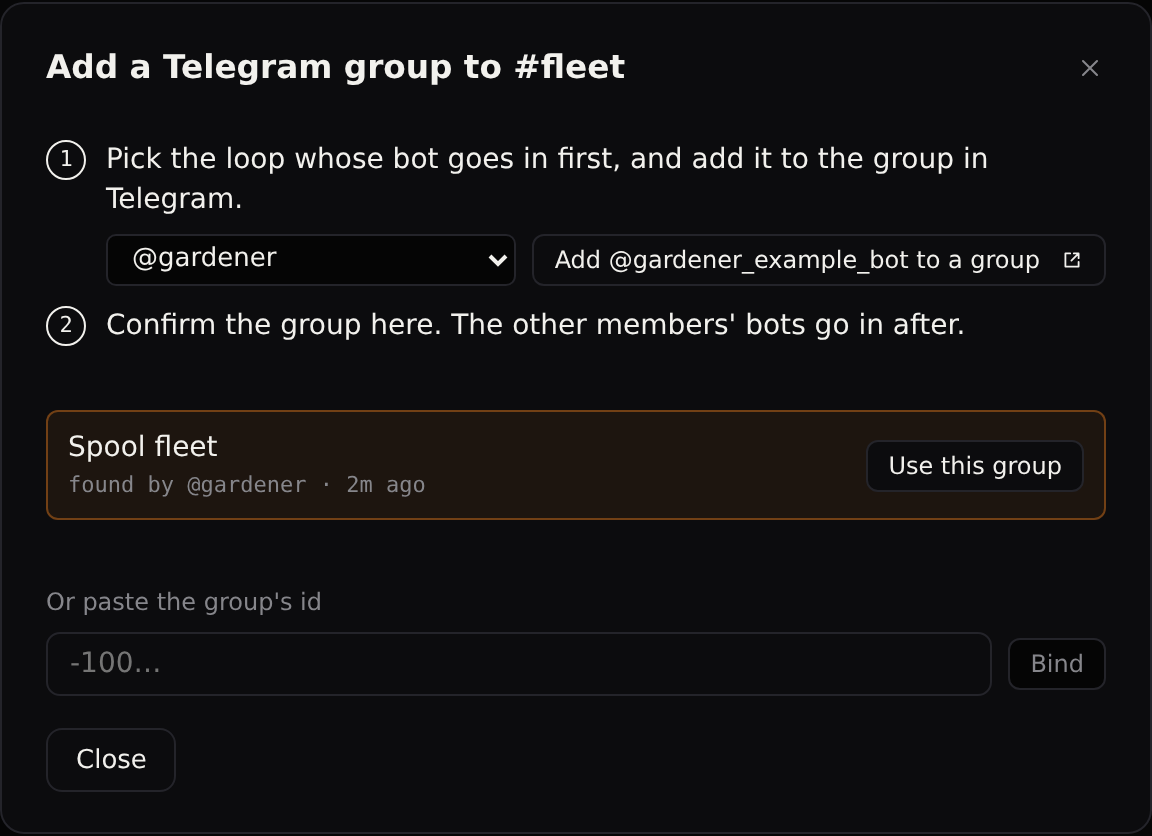 Add a Telegram group to #fleet
1 Pick the loop whose bot goes in first, and add it to the group in
Telegram.
@gardener
Add @gardener_example_bot to a group
2 Confirm the group here. The other members' bots go in after.
Spool fleet
found by @gardener · 2m ago
Use this group
Or paste the group's id
-100…
Bind
Close